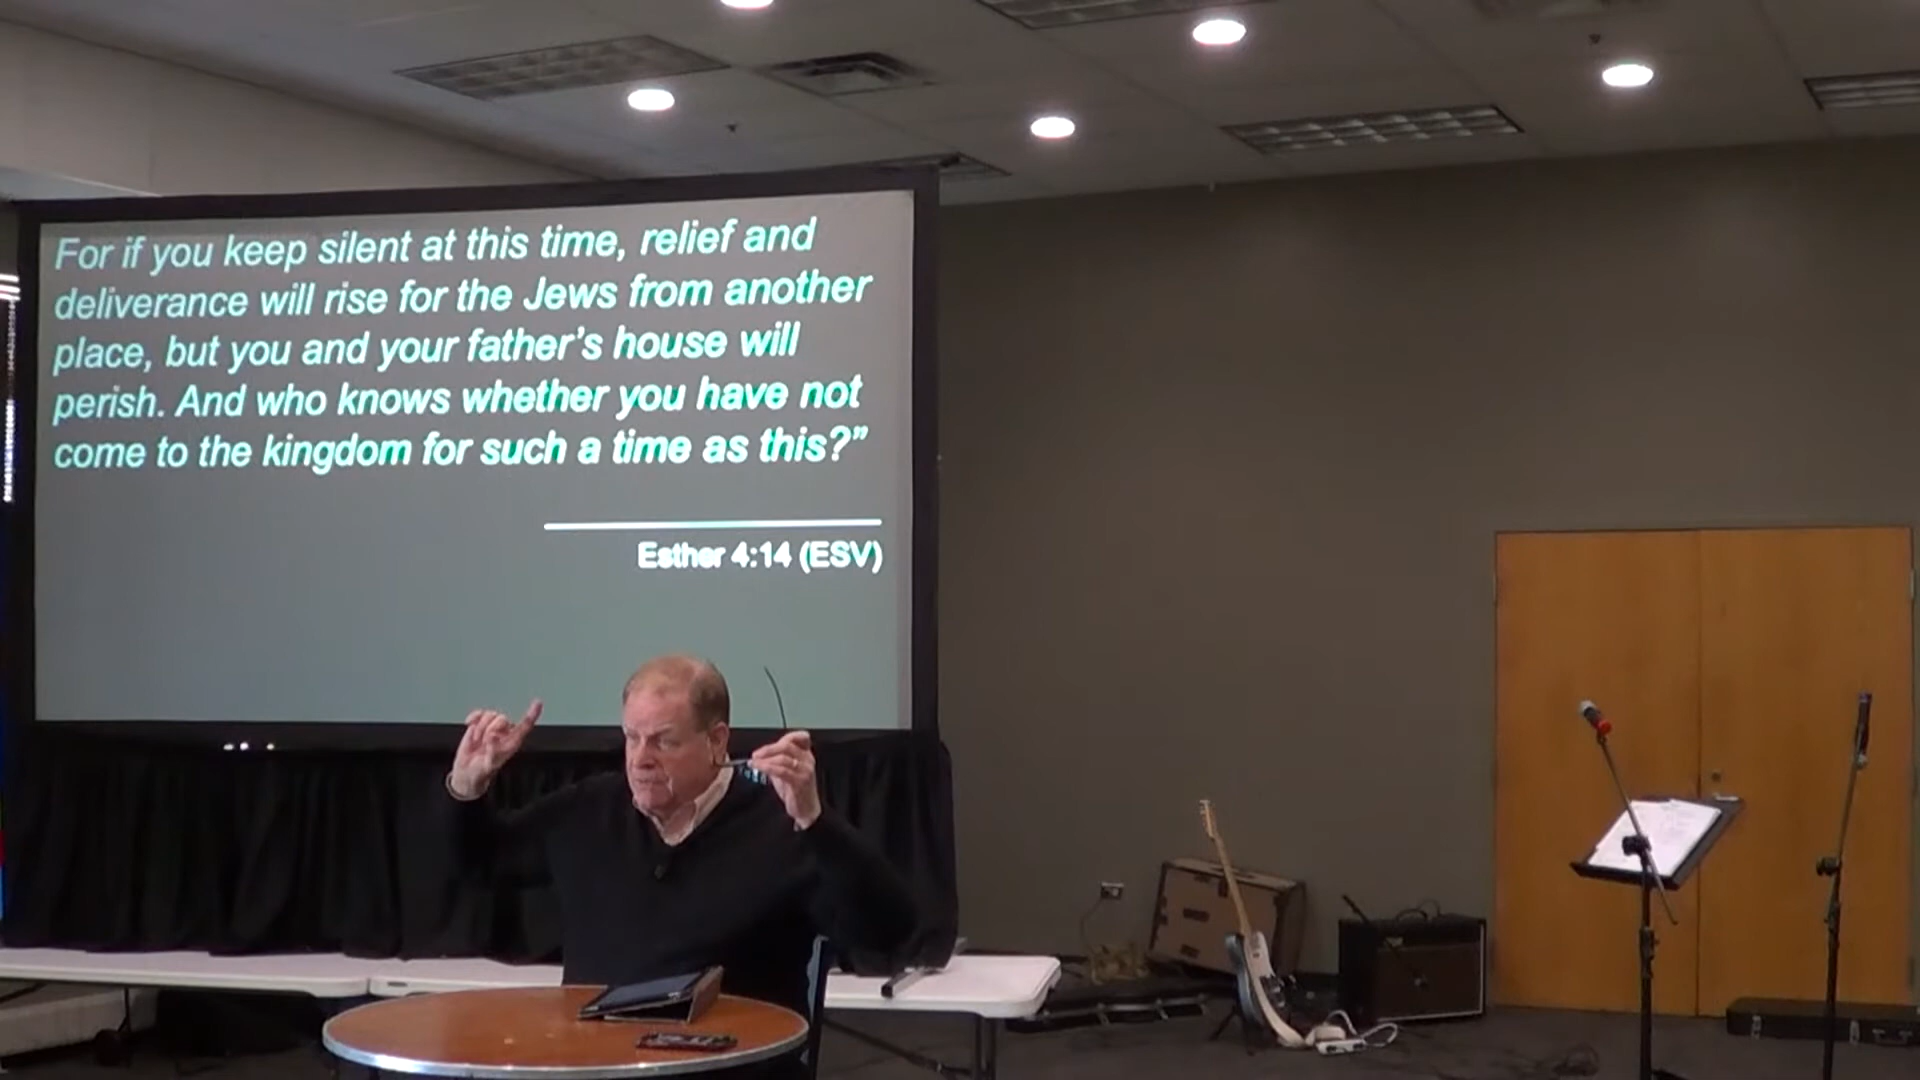 For if you keep silent at this time, relief and
deliverance will rise for the Jews from another
place, but you and your father’s house will
perish. And who knows whether you have not
come to the kingdom for such a time as this?”
Esther 4:14 (ESV)